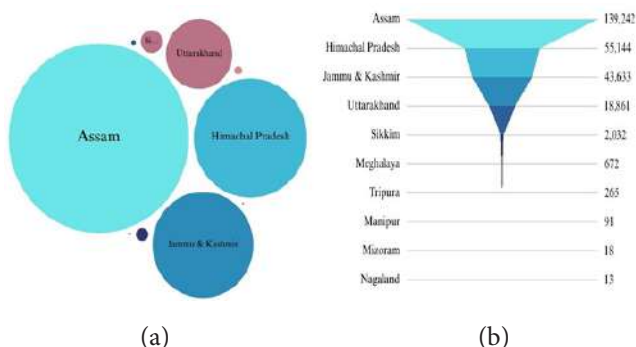 Uttarakhand
Assam
Himachal Pradesh
Jammu & Kashmir
(a)
Assam 139,242
Himachal Pradesh 55,144
Jammu & Kashmir 43,633
Uttarakhand 18,861
Sikkim 2,032
Meghalaya 672
Tripura 265
Manipur 91
Mizoram 18
Nagaland 13
(b)